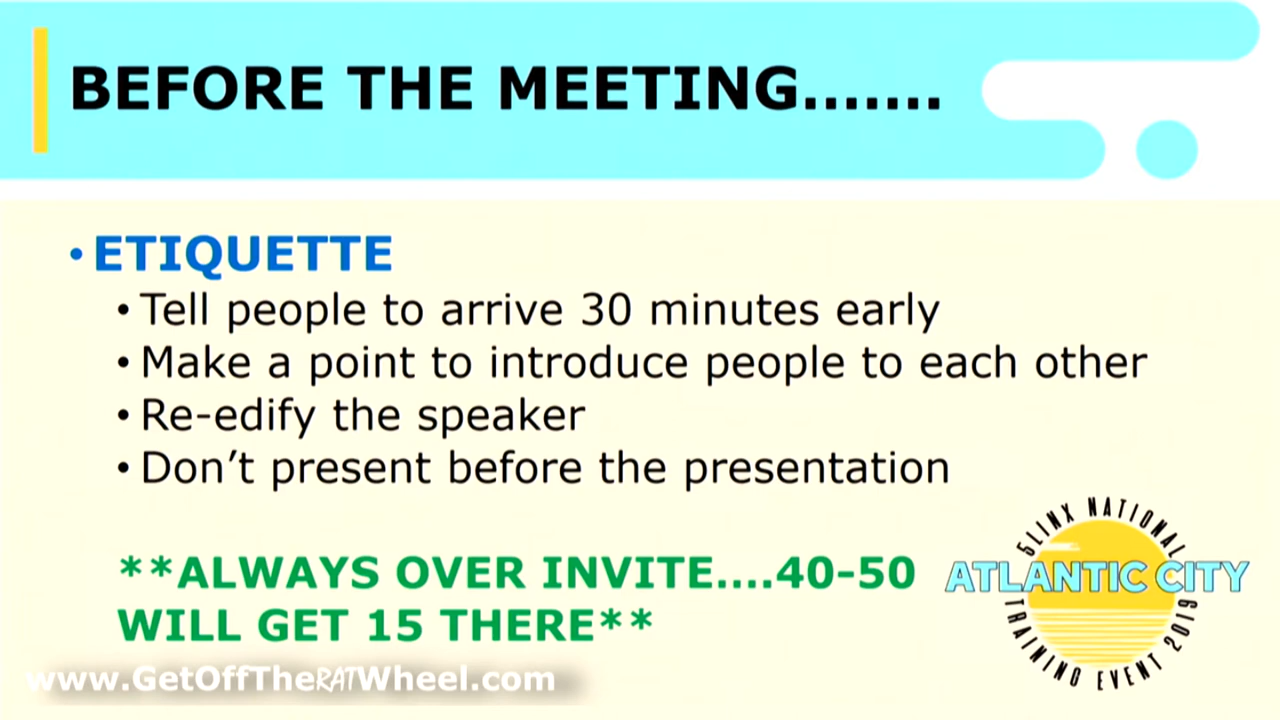 BEFORE THE MEETING.......
• ETIQUETTE
• Tell people to arrive 30 minutes early
• Make a point to introduce people to each other
• Re-edify the speaker
• Don’t present before the presentation
**ALWAYS OVER INVITE....40-50
WILL GET 15 THERE**
5LINX NATIONAL
ATLANTIC CITY
TRAINING EVENT 2019
www.GetOffTheRATWheel.com